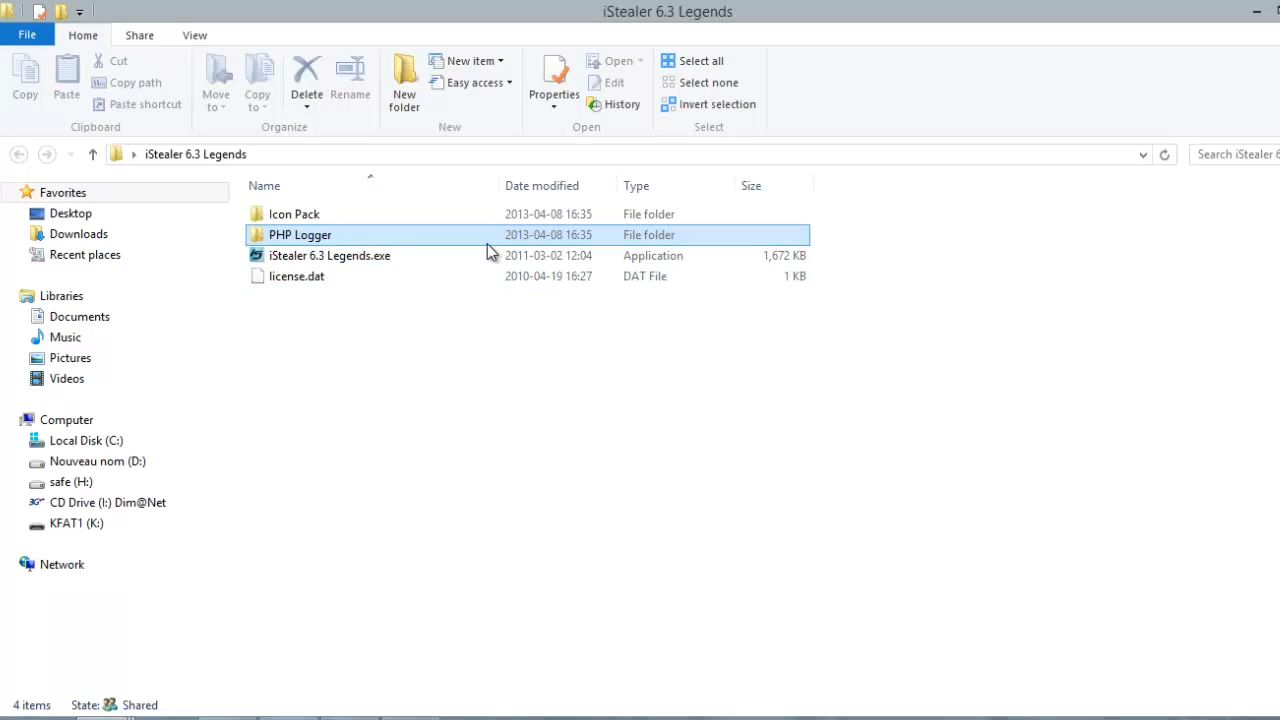 iStealer 6.3 Legends
File Home Share View
Copy Paste Cut Copy path Paste shortcut Move to Copy to Delete Rename New folder New item Easy access Properties Open Edit History Select all Select none Invert selection
Clipboard Organize New Open Select
iStealer 6.3 Legends Search iStealer 6
Name Date modified Type Size
Icon Pack 2013-04-08 16:35 File folder
PHP Logger 2013-04-08 16:35 File folder
iStealer 6.3 Legends.exe 2011-03-02 12:04 Application 1,672 KB
license.dat 2010-04-19 16:27 DAT File 1 KB
Favorites
Desktop
Downloads
Recent places
Libraries
Documents
Music
Pictures
Videos
Computer
Local Disk (C:)
Nouveau nom (D:)
safe (H:)
3G CD Drive (I:) Dim@Net
KFAT1 (K:)
Network
4 items State: Shared